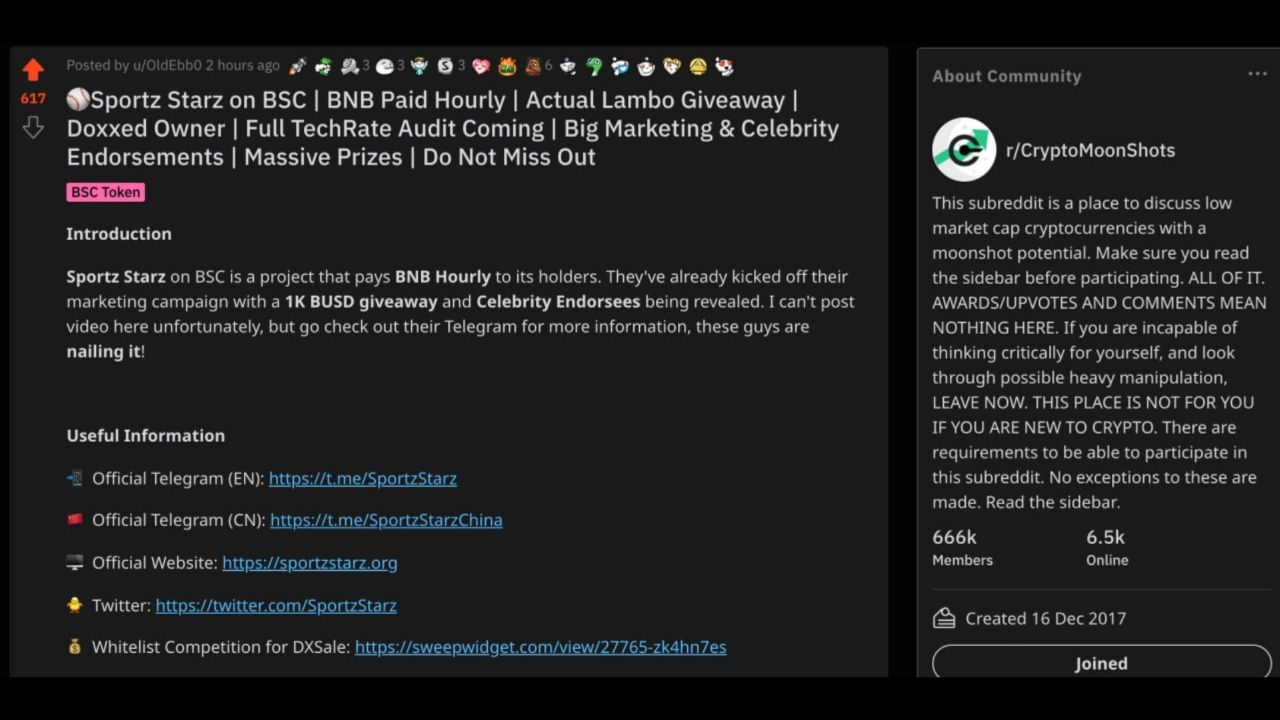 Posted by u/OldEbb0 2 hours ago 3 3 3 6
617
Sportz Starz on BSC | BNB Paid Hourly | Actual Lambo Giveaway |
Doxxed Owner | Full TechRate Audit Coming | Big Marketing & Celebrity
Endorsements | Massive Prizes | Do Not Miss Out
BSC Token
Introduction
Sportz Starz on BSC is a project that pays BNB Hourly to its holders. They've already kicked off their
marketing campaign with a 1K BUSD giveaway and Celebrity Endorsees being revealed. I can't post
video here unfortunately, but go check out their Telegram for more information, these guys are
nailing it!
Useful Information
Official Telegram (EN): https://t.me/SportzStarz
Official Telegram (CN): https://t.me/SportzStarzChina
Official Website: https://sportzstarz.org
Twitter: https://twitter.com/SportzStarz
Whitelist Competition for DXSale: https://sweepwidget.com/view/27765-zk4hn7es
About Community
r/CryptoMoonShots
This subreddit is a place to discuss low
market cap cryptocurrencies with a
moonshot potential. Make sure you read
the sidebar before participating. ALL OF IT.
AWARDS/UPVOTES AND COMMENTS MEAN
NOTHING HERE. If you are incapable of
thinking critically for yourself, and look
through possible heavy manipulation,
LEAVE NOW. THIS PLACE IS NOT FOR YOU
IF YOU ARE NEW TO CRYPTO. There are
requirements to be able to participate in
this subreddit. No exceptions to these are
made. Read the sidebar.
666k 6.5k
Members Online
Created 16 Dec 2017
Joined